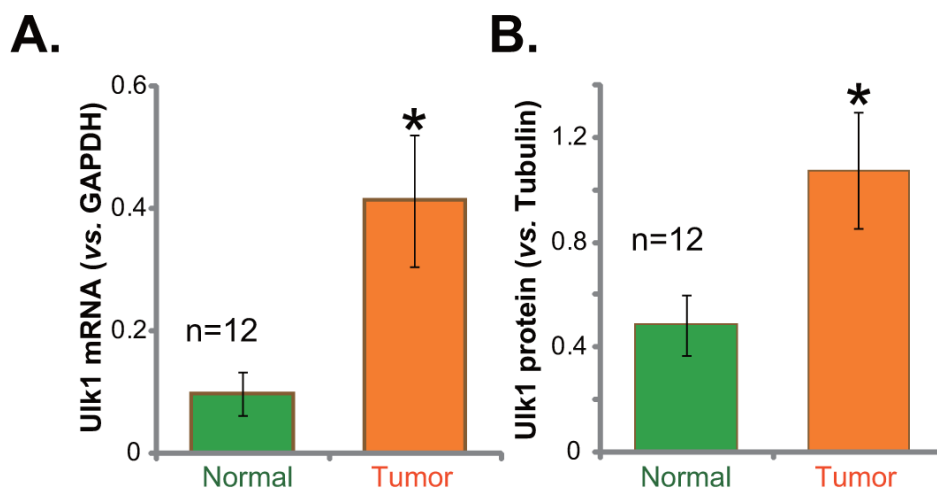 A.
Ulk1 mRNA (vs. GAPDH)
0.6
0.4
0.2
0
n=12
*
Normal
Tumor
B.
Ulk1 protein (vs. Tubulin)
1.2
0.8
0.4
0
n=12
*
Normal
Tumor